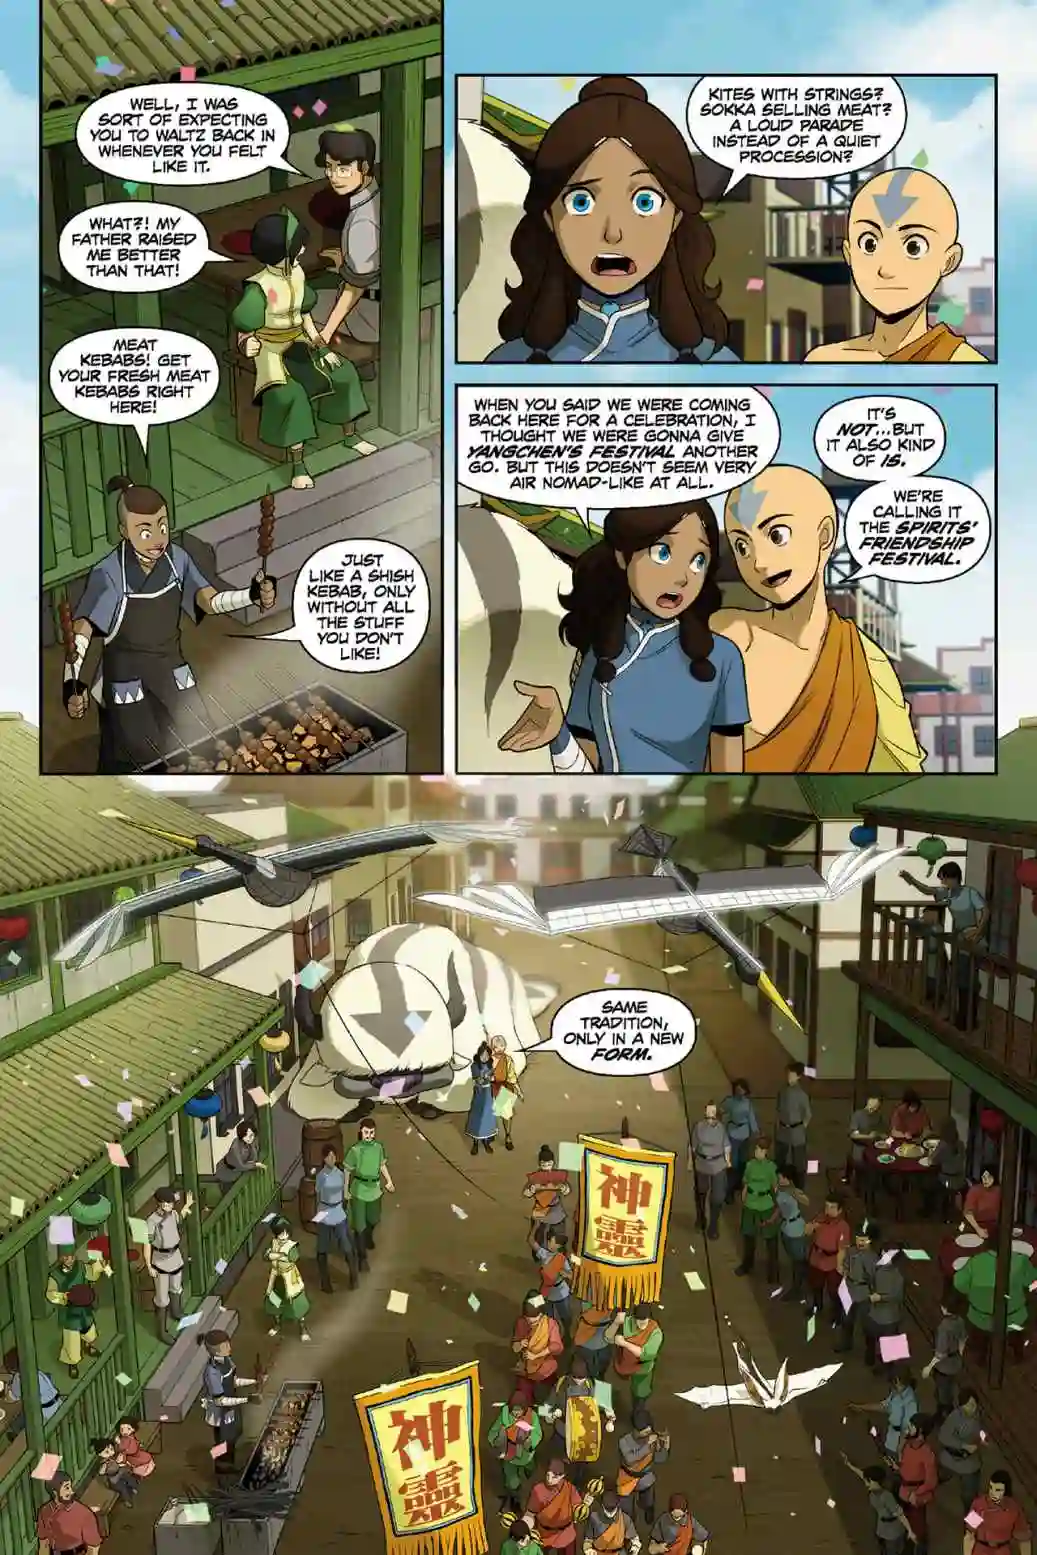 WELL, I WAS
SORT OF EXPECTING
YOU TO WALTZ BACK IN
WHENEVER YOU FELT
LIKE IT.
WHAT?! MY
FATHER RAISED
ME BETTER
THAN THAT!
MEAT
KEBABS! GET
YOUR FRESH MEAT
KEBABS RIGHT
HERE!
JUST
LIKE A SHISH
KEBAB, ONLY
WITHOUT ALL
THE STUFF
YOU DON'T
LIKE!
KITES WITH STRINGS?
SOKKA SELLING MEAT?
A LOUD PARADE
INSTEAD OF A QUIET
PROCESSION?
WHEN YOU SAID WE WERE COMING
BACK HERE FOR A CELEBRATION, I
THOUGHT WE WERE GONNA GIVE
YANGCHEN'S FESTIVAL ANOTHER
GO. BUT THIS DOESN'T SEEM VERY
AIR NOMAD-LIKE AT ALL.
IT'S
NOT...BUT
IT ALSO KIND
OF IS.
WE'RE
CALLING IT
THE SPIRITS'
FRIENDSHIP
FESTIVAL.
SAME
TRADITION,
ONLY IN A NEW
FORM.
神
神